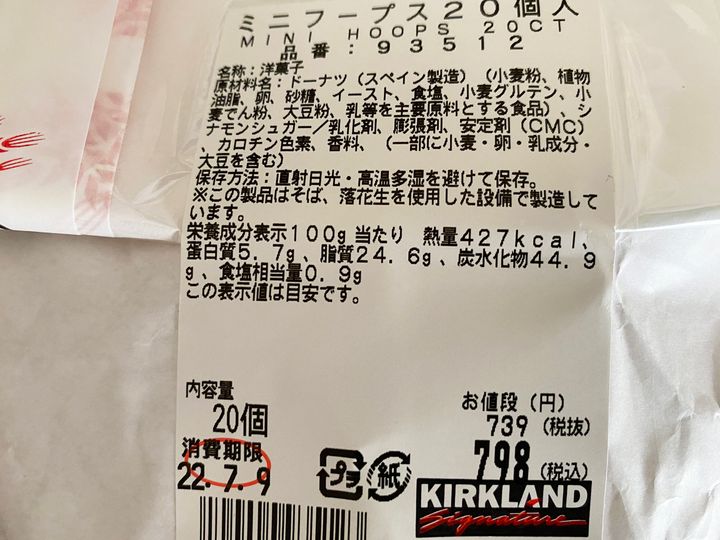 ミニフープス20個入
MINI HOOPS 20CT
品番:93512
名称:洋菓子
原材料名:ドーナツ(スペイン製造)(小麦粉、植物
油脂、卵、砂糖、イースト、食塩、小麦グルテン、小
麦でん粉、大豆粉、乳等を主要原料とする食品)、シ
ナモンシュガー/乳化剤、膨張剤、安定剤(CMC)
、カロチン色素、香料、(一部に小麦・卵・乳成分・
大豆を含む)
保存方法:直射日光・高温多湿を避けて保存。
※この製品はそば、落花生を使用した設備で製造して
います。
栄養成分表示100g当たり 熱量427kcal、
蛋白質5.7g、脂質24.6g、炭水化物44.9
g、食塩相当量0.9g
この表示値は目安です。
内容量
20個
消費期限
22.7.9
プラ
紙
お値段(円)
739(税抜)
798(税込)
KIRKLAND
Signature